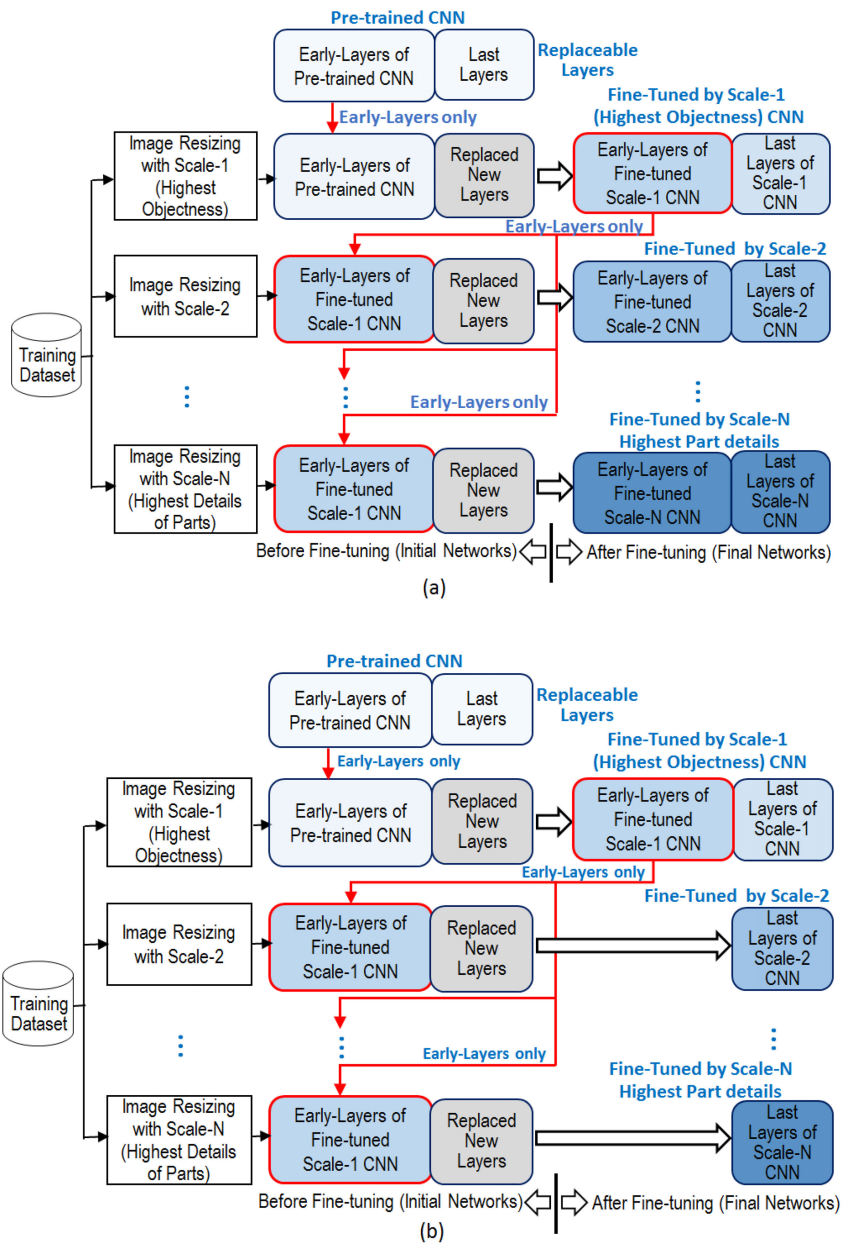 Pre-trained CNN
Early-Layers of
Pre-trained CNN
Last
Layers
Replaceable
Layers
Early-Layers only
Fine-Tuned by Scale-1
(Highest Objectness) CNN
Image Resizing
with Scale-1
(Highest
Objectness)
Early-Layers of
Pre-trained CNN
Replaced
New
Layers
Early-Layers of
Fine-tuned
Scale-1 CNN
Last
Layers of
Scale-1
CNN
Early-Layers only
Fine-Tuned by Scale-2
Image Resizing
with Scale-2
Early-Layers of
Fine-tuned
Scale-1 CNN
Replaced
New
Layers
Early-Layers of
Fine-tuned
Scale-2 CNN
Last
Layers of
Scale-2
CNN
Training
Dataset
Early-Layers only
Fine-Tuned by Scale-N
Highest Part details
Image Resizing
with Scale-N
(Highest Details
of Parts)
Early-Layers of
Fine-tuned
Scale-1 CNN
Replaced
New
Layers
Early-Layers of
Fine-tuned
Scale-N CNN
Last
Layers of
Scale-N
CNN
Before Fine-tuning (Initial Networks)
After Fine-tuning (Final Networks)
(a)
Pre-trained CNN
Early-Layers of
Pre-trained CNN
Last
Layers
Replaceable
Layers
Early-Layers only
Fine-Tuned by Scale-1
(Highest Objectness) CNN
Image Resizing
with Scale-1
(Highest
Objectness)
Early-Layers of
Pre-trained CNN
Replaced
New
Layers
Early-Layers of
Fine-tuned
Scale-1 CNN
Last
Layers of
Scale-1
CNN
Early-Layers only
Fine-Tuned by Scale-2
Image Resizing
with Scale-2
Early-Layers of
Fine-tuned
Scale-1 CNN
Replaced
New
Layers
Last
Layers of
Scale-2
CNN
Training
Dataset
Early-Layers only
Fine-Tuned by Scale-N
Highest Part details
Image Resizing
with Scale-N
(Highest Details
of Parts)
Early-Layers of
Fine-tuned
Scale-1 CNN
Replaced
New
Layers
Last
Layers of
Scale-N
CNN
Before Fine-tuning (Initial Networks)
After Fine-tuning (Final Networks)
(b)